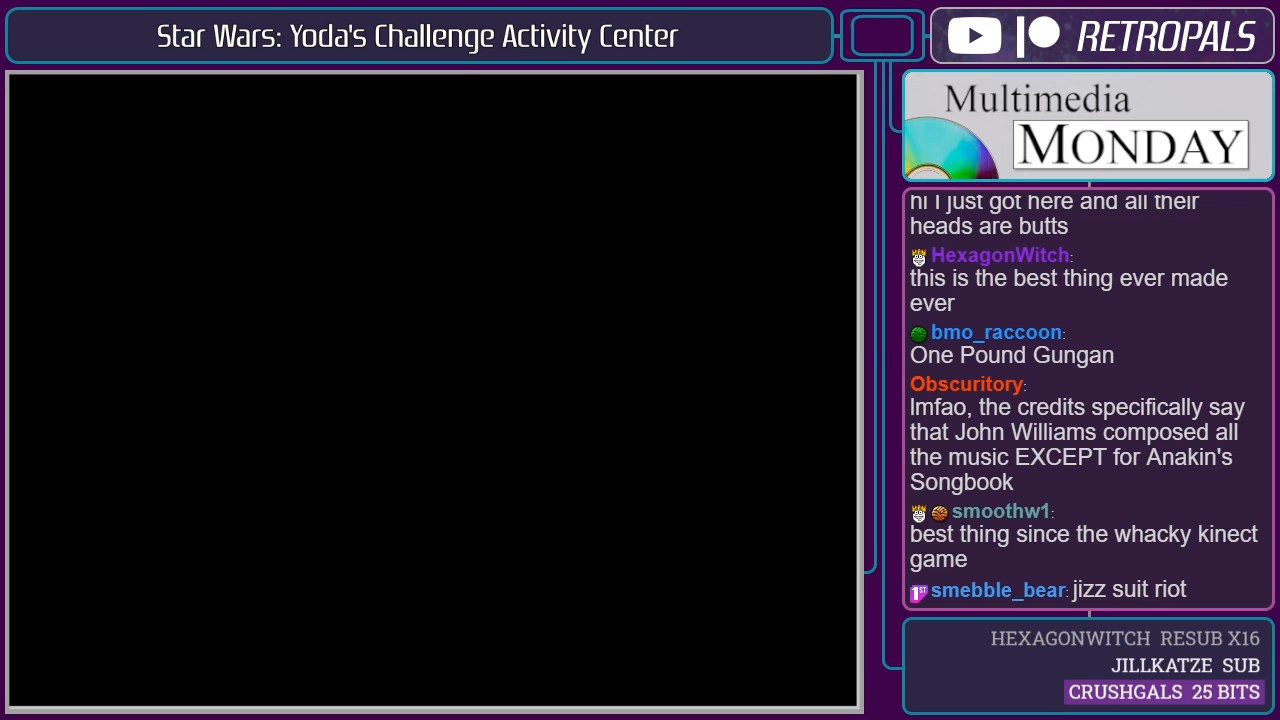 Star Wars: Yoda's Challenge Activity Center
RETROPALS
Multimedia
MONDAY
hi I just got here and all their
heads are butts
HexagonWitch:
this is the best thing ever made
ever
bmo_raccoon:
One Pound Gungan
Obscuritory:
lmfao, the credits specifically say
that John Williams composed all
the music EXCEPT for Anakin's
Songbook
smoothw1:
best thing since the whacky kinect
game
1ST smebble_bear: jizz suit riot
HEXAGONWITCH RESUB X16
JILLKATZE SUB
CRUSHGALS 25 BITS